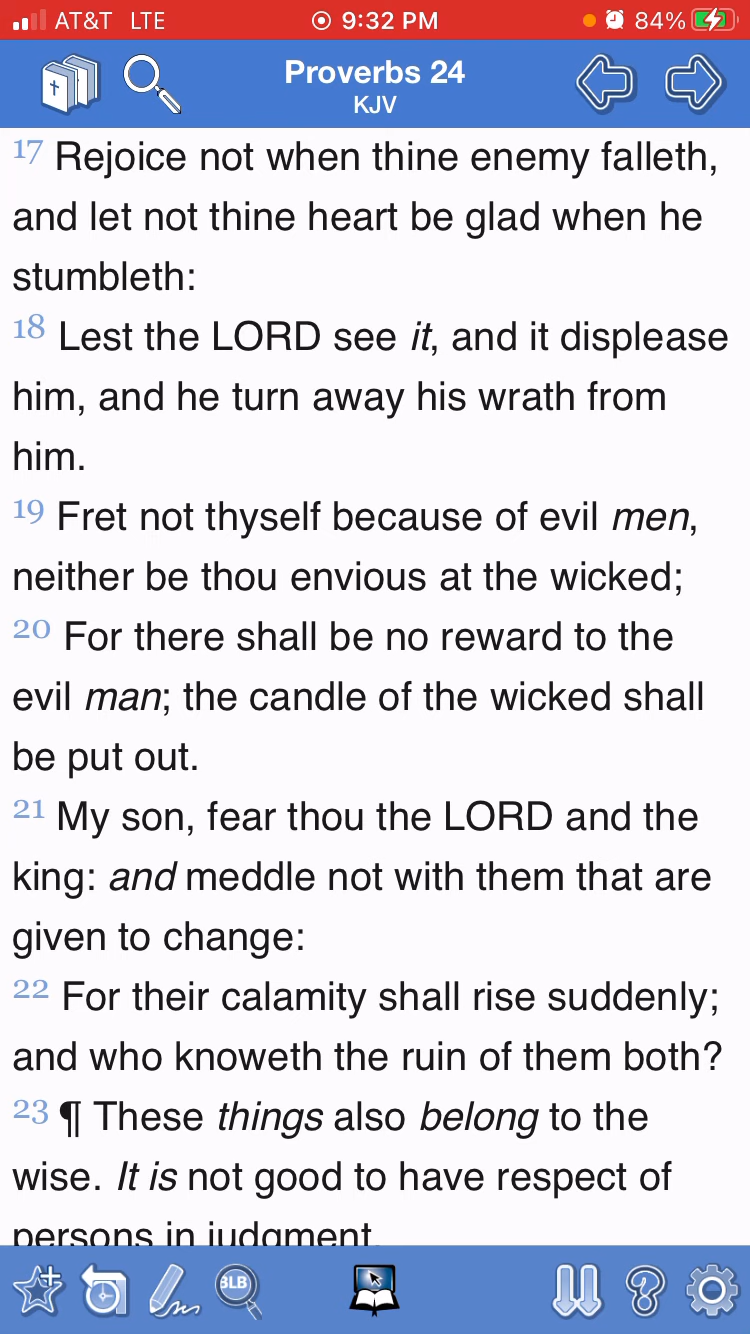 AT&T LTE 9:32 PM 84%
Proverbs 24
KJV
17 Rejoice not when thine enemy falleth,
and let not thine heart be glad when he
stumbleth:
18 Lest the LORD see it, and it displease
him, and he turn away his wrath from
him.
19 Fret not thyself because of evil men,
neither be thou envious at the wicked;
20 For there shall be no reward to the
evil man; the candle of the wicked shall
be put out.
21 My son, fear thou the LORD and the
king: and meddle not with them that are
given to change:
22 For their calamity shall rise suddenly;
and who knoweth the ruin of them both?
23 ¶ These things also belong to the
wise. It is not good to have respect of
persons in judgment.
BLB